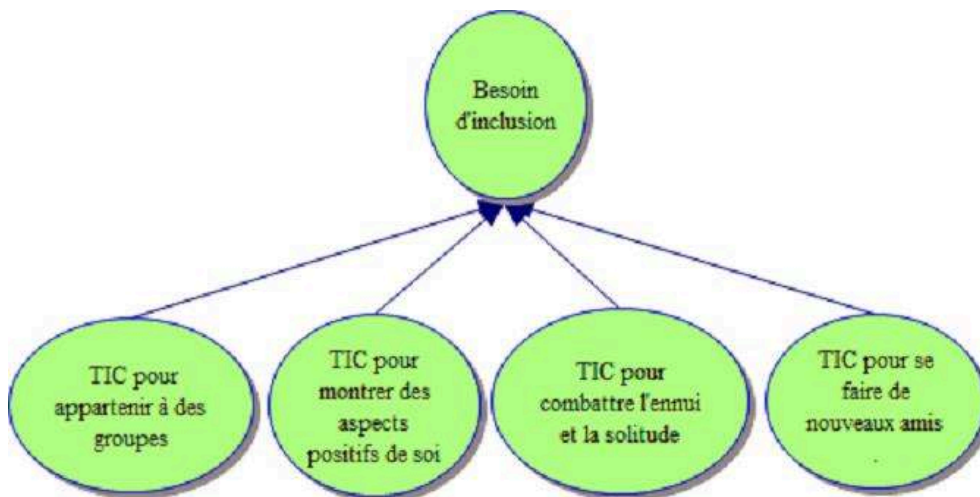 Besoin
d'inclusion
TIC pour
appartenir à des
groupes
TIC pour
montrer des
aspects
positifs de soi
TIC pour
combattre l'ennui
et la solitude
TIC pour se
faire de
nouveaux amis
.